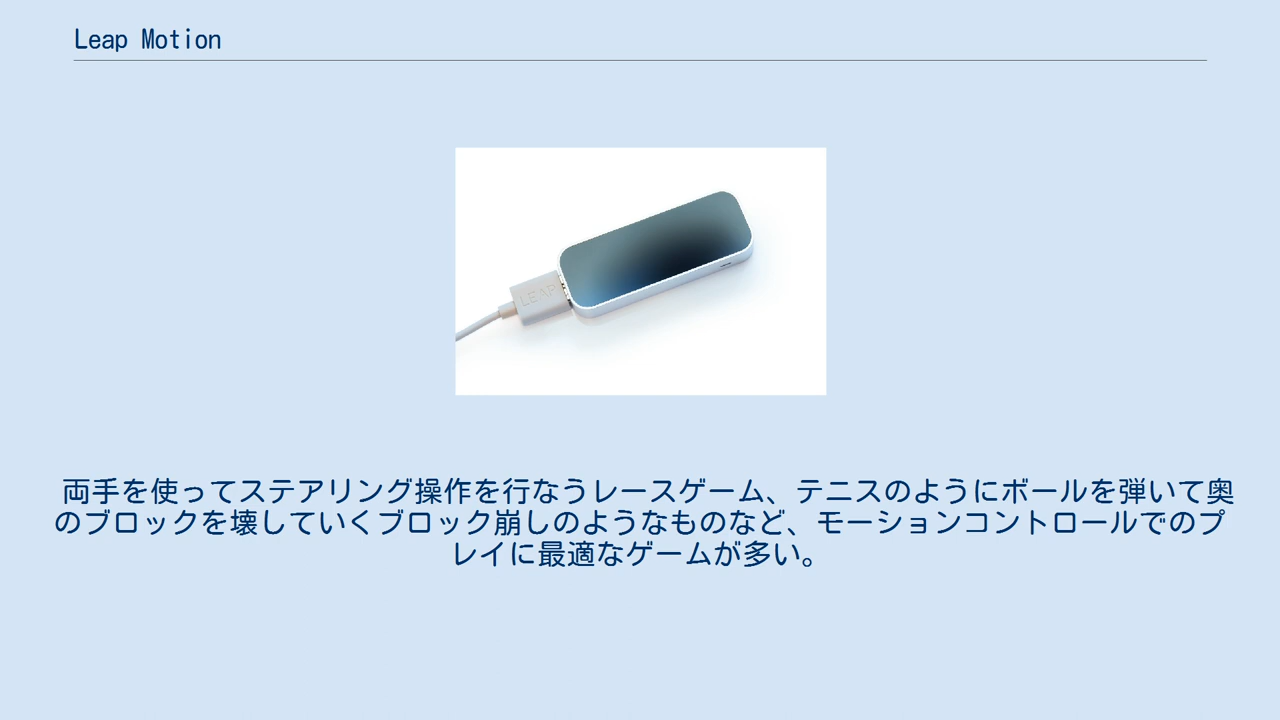 Leap Motion
LEAP
両手を使ってステアリング操作を行なうレースゲーム、テニスのようにボールを弾いて奥
のブロックを壊していくブロック崩しのようなものなど、モーションコントロールでのプ
レイに最適なゲームが多い。